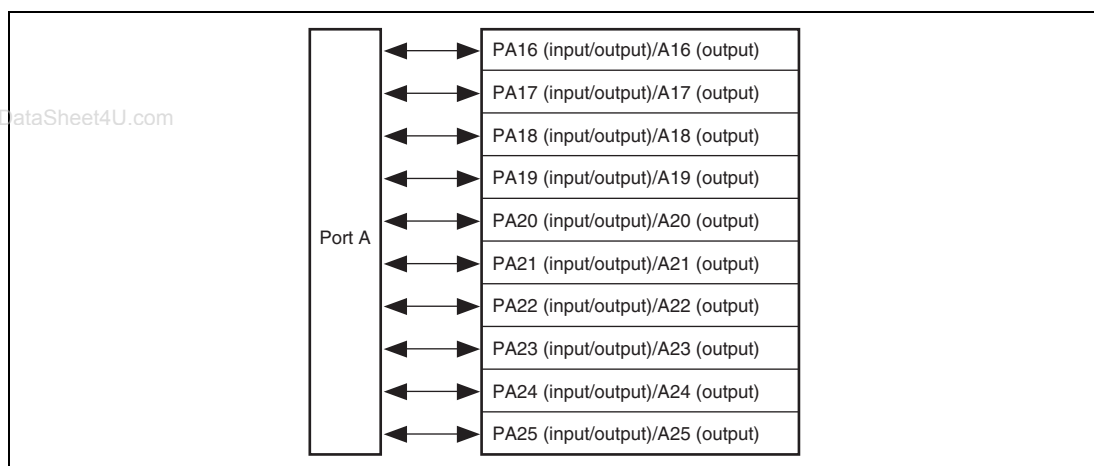 PA16 (input/output)/A16 (output)
PA17 (input/output)/A17 (output)
DataSheet4U.com
PA18 (input/output)/A18 (output)
PA19 (input/output)/A19 (output)
PA20 (input/output)/A20 (output)
Port A
PA21 (input/output)/A21 (output)
PA22 (input/output)/A22 (output)
PA23 (input/output)/A23 (output)
PA24 (input/output)/A24 (output)
PA25 (input/output)/A25 (output)